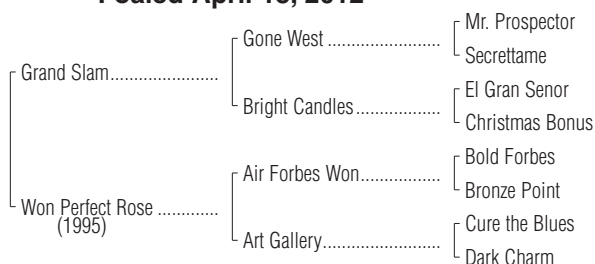 Foaled April 18, 2012
Gone West ........................ Mr. Prospector
Secrettame
Grand Slam........................
Bright Candles.................. El Gran Senor
Christmas Bonus
Air Forbes Won................. Bold Forbes
Bronze Point
Won Perfect Rose .............
(1995)
Art Gallery......................... Cure the Blues
Dark Charm